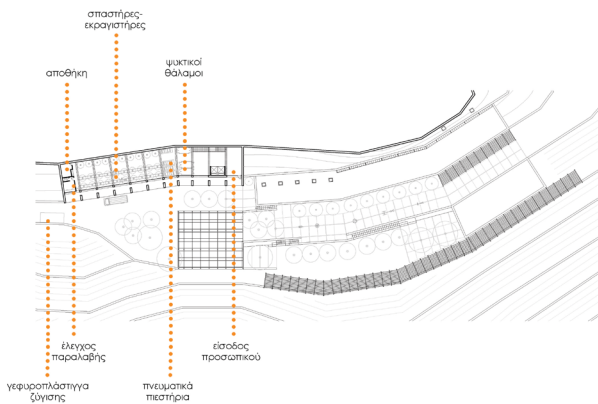 σπαστήρες-
εκραγιστήρες
ψυκτικοί
θάλαμοι
αποθήκη
έλεγχος
παραλαβής
είσοδος
προσωπικού
γεφυροπλάστιγγα
ζύγισης
πνευματικά
πιεστήρια